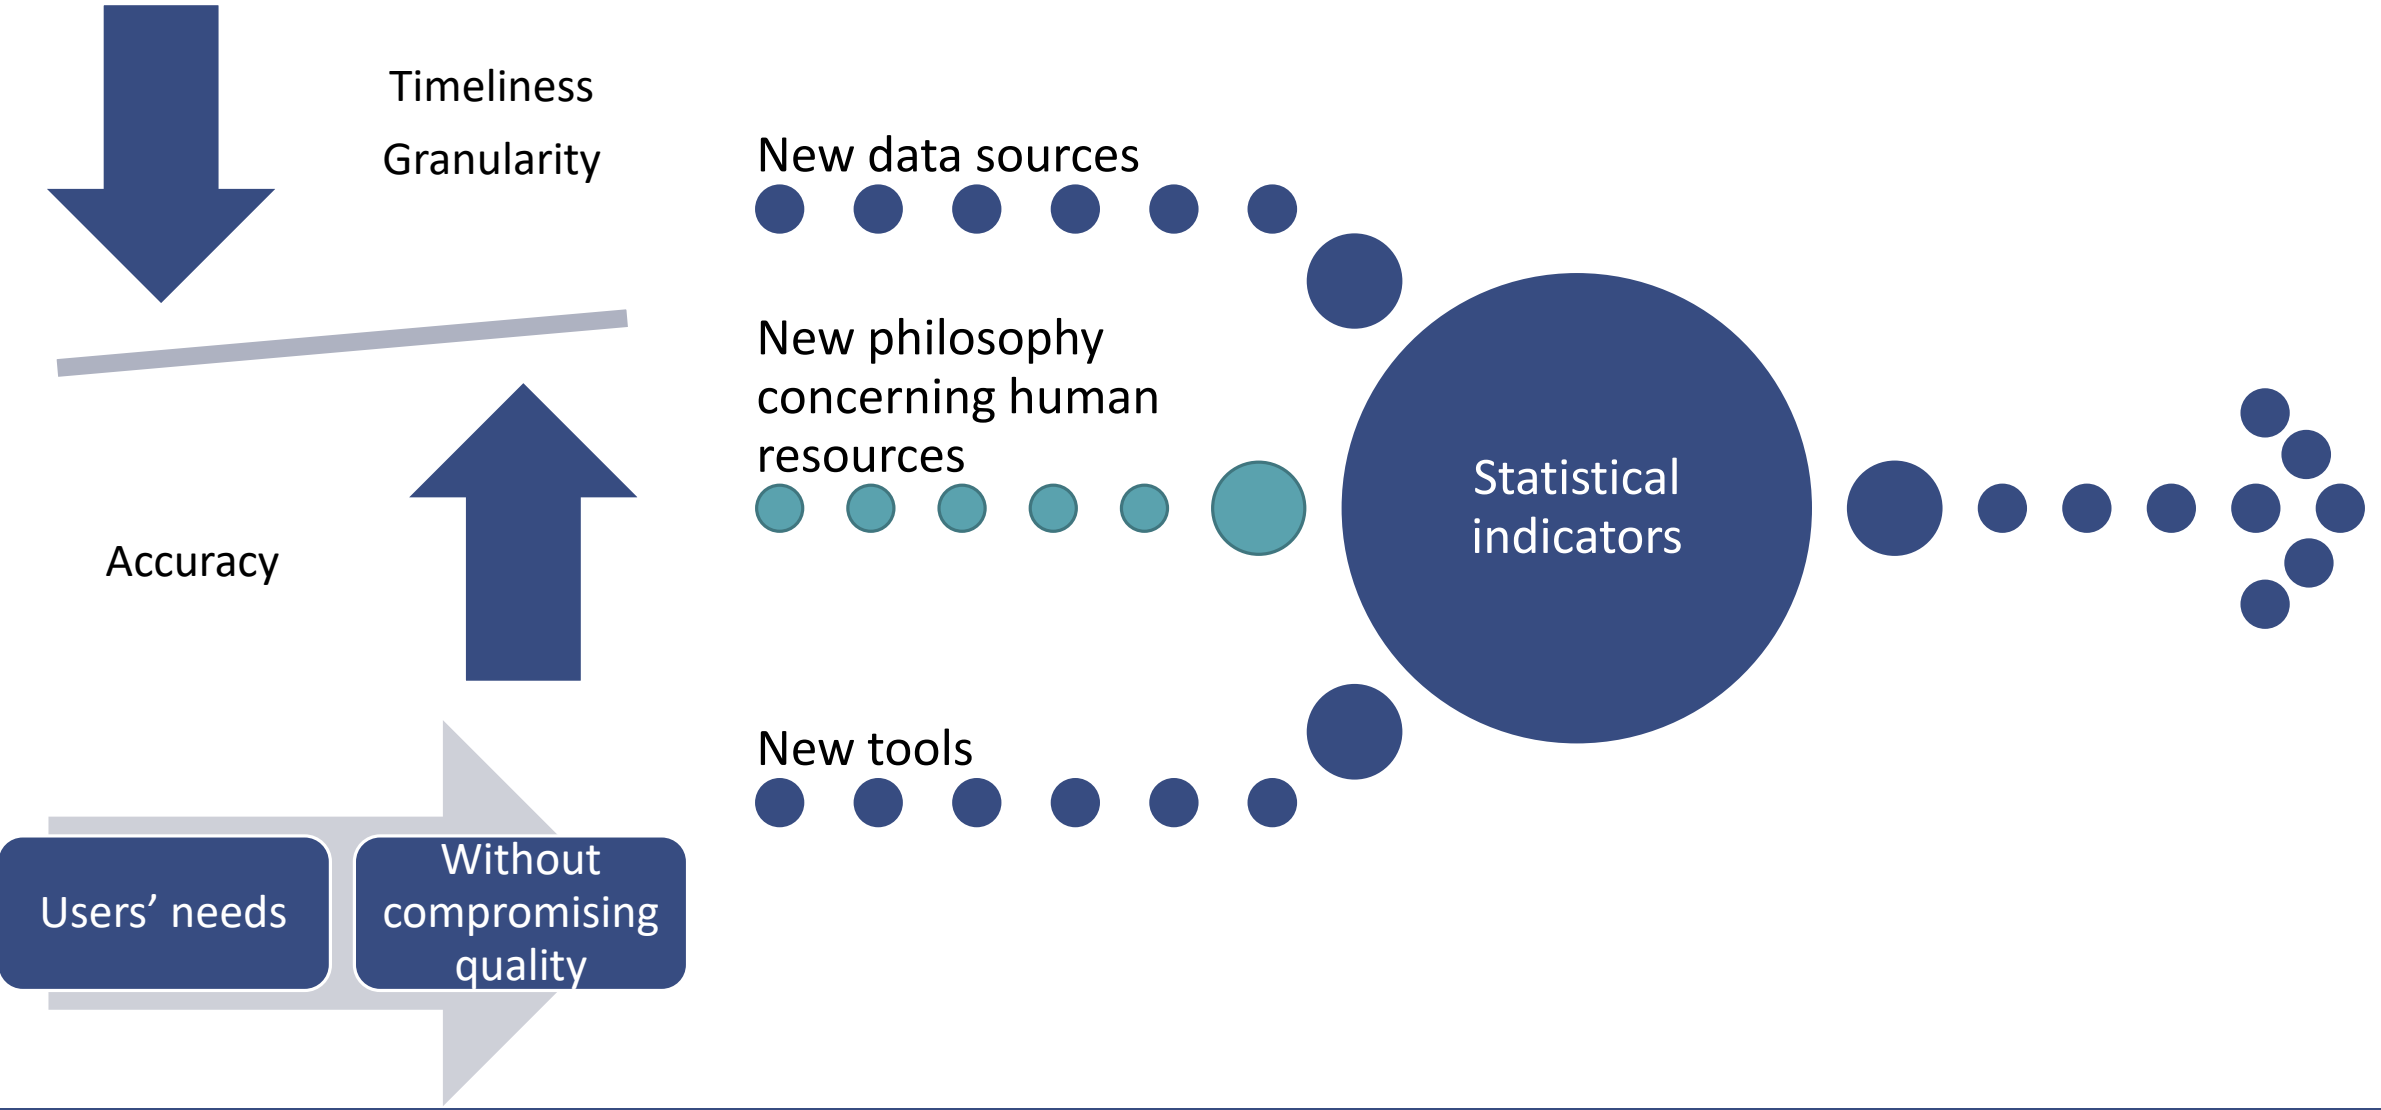 Timeliness
Granularity
Accuracy
Users’ needs
Without
compromising
quality
New data sources
New philosophy
concerning human
resources
New tools
Statistical
indicators